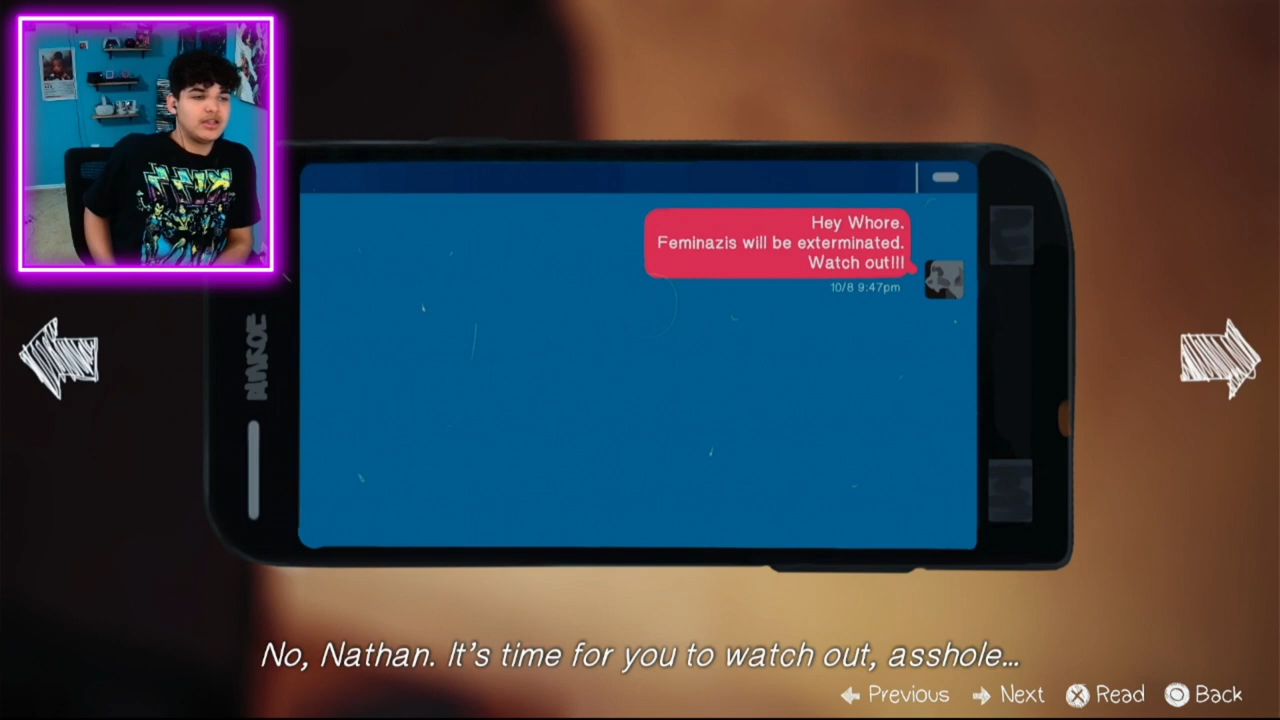 Hey Whore.
Feminazis will be exterminated.
Watch out!!!
10/8 9:47pm
No, Nathan. It's time for you to watch out, asshole...
Previous Next Read Back